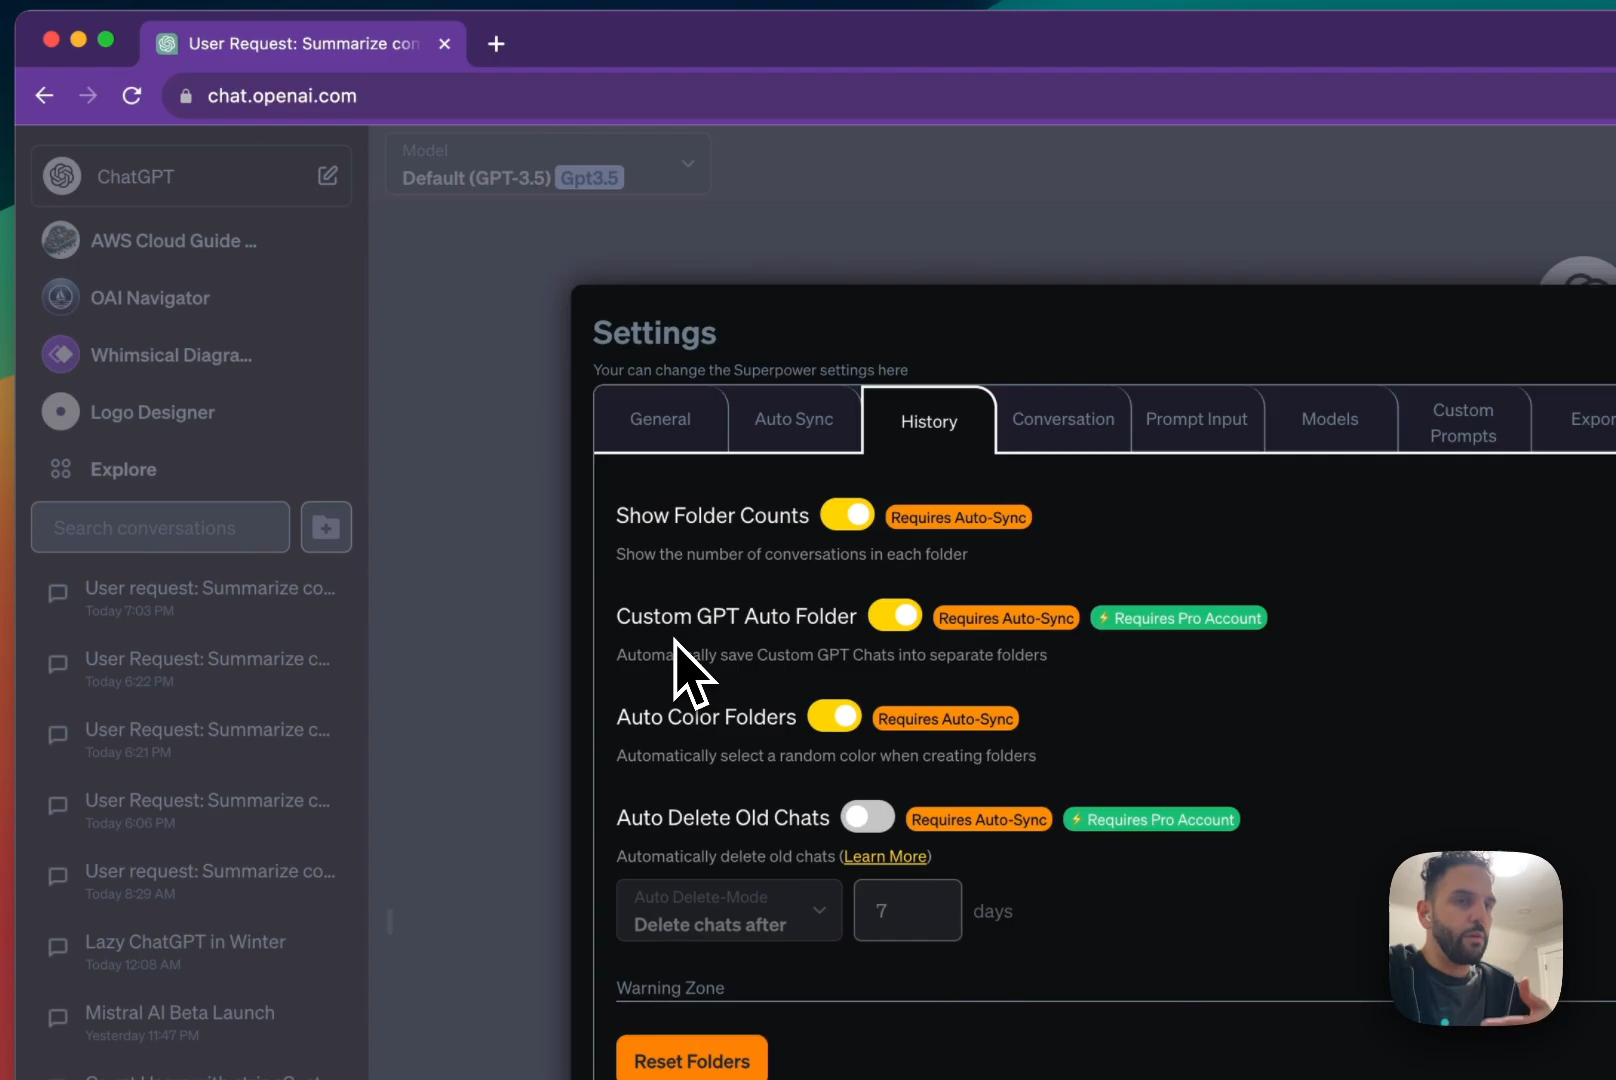 User Request: Summarize con
chat.openai.com
ChatGPT
AWS Cloud Guide ...
OAI Navigator
Whimsical Diagra...
Logo Designer
Explore
Search conversations
User request: Summarize co...
Today 7:03 PM
User Request: Summarize c...
Today 6:22 PM
User Request: Summarize c...
Today 6:21 PM
User Request: Summarize c...
Today 6:06 PM
User request: Summarize co...
Today 8:29 AM
Lazy ChatGPT in Winter
Today 12:08 AM
Mistral AI Beta Launch
Yesterday 11:47 PM
Model
Default (GPT-3.5) Gpt3.5
Settings
Your can change the Superpower settings here
General
Auto Sync
History
Conversation
Prompt Input
Models
Custom
Prompts
Expor
Show Folder Counts Requires Auto-Sync
Show the number of conversations in each folder
Custom GPT Auto Folder Requires Auto-Sync Requires Pro Account
Automatically save Custom GPT Chats into separate folders
Auto Color Folders Requires Auto-Sync
Automatically select a random color when creating folders
Auto Delete Old Chats Requires Auto-Sync Requires Pro Account
Automatically delete old chats (Learn More)
Auto Delete-Mode
Delete chats after
7
days
Warning Zone
Reset Folders